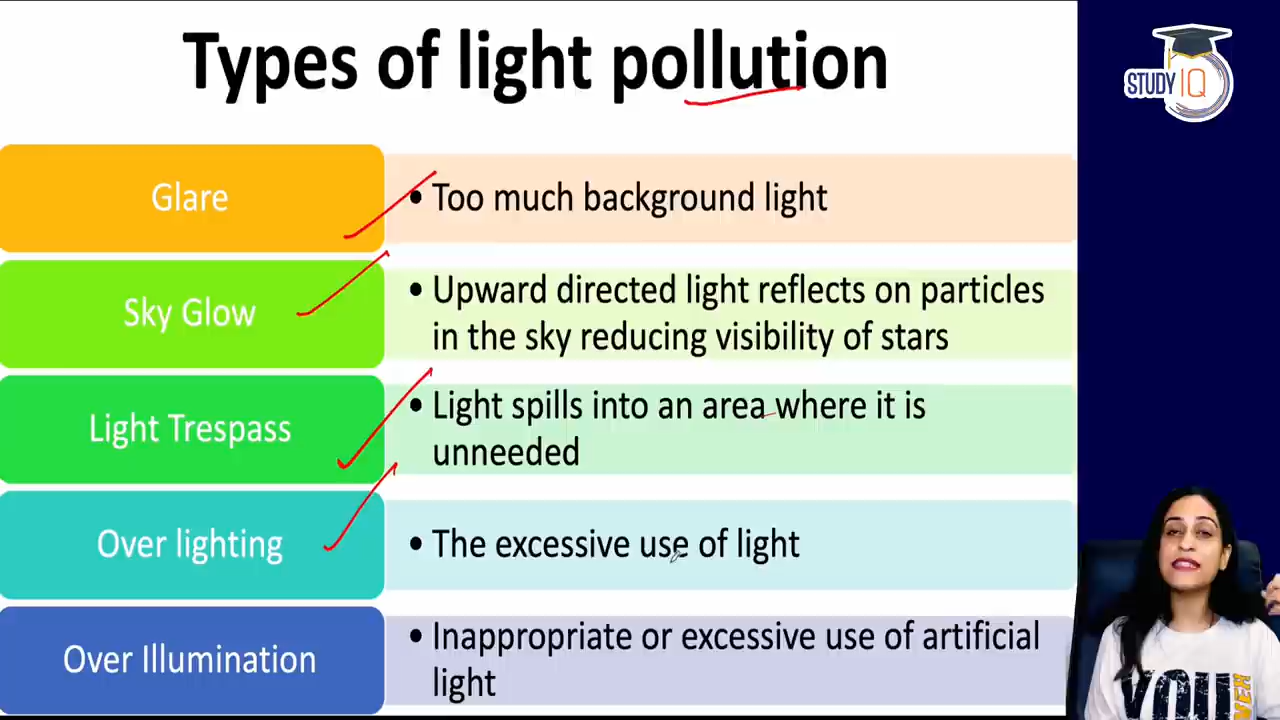 Types of light pollution
STUDY IQ
Glare
• Too much background light
Sky Glow
• Upward directed light reflects on particles
in the sky reducing visibility of stars
Light Trespass
• Light spills into an area where it is
unneeded
Over lighting
• The excessive use of light
Over Illumination
• Inappropriate or excessive use of artificial
light
YOU